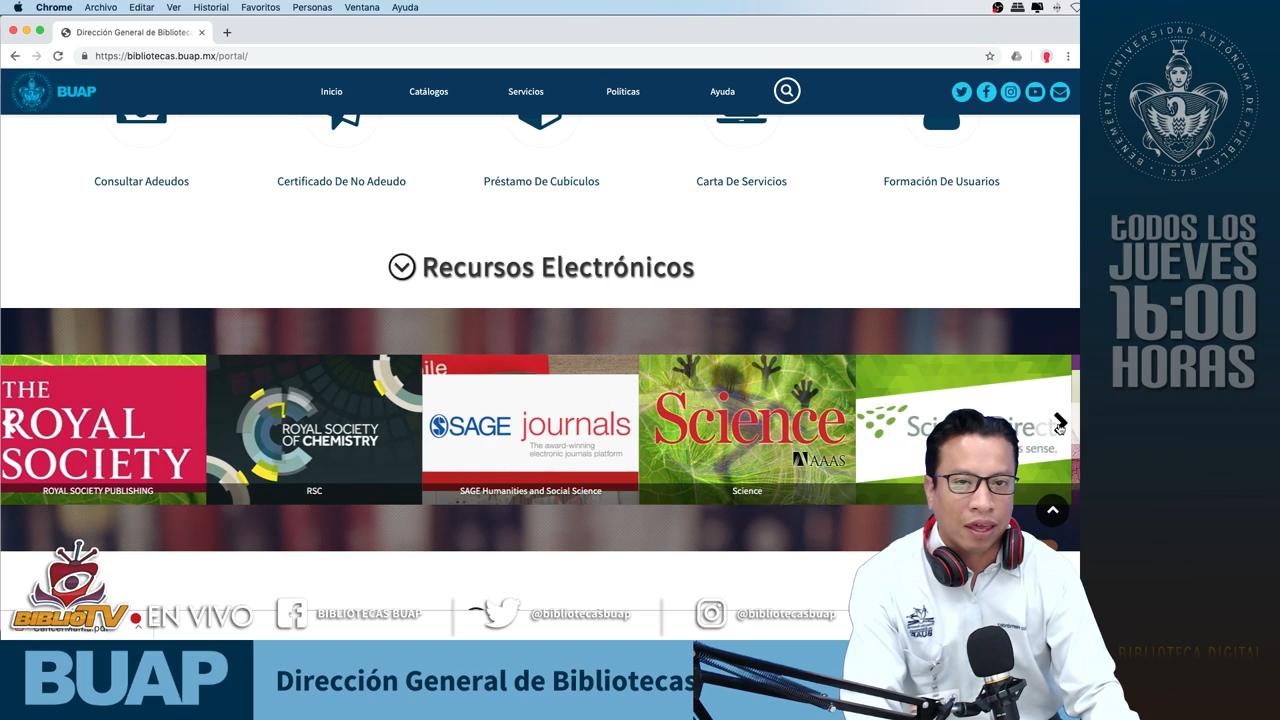 Chrome Archivo Editar Ver Historial Favoritos Personas Ventana Ayuda
Dirección General de Bibliotec
https://bibliotecas.buap.mx/portal/
BUAP Inicio Catálogos Servicios Políticas Ayuda
Consultar Adeudos Certificado De No Adeudo Préstamo De Cubículos Carta De Servicios Formación De Usuarios
Recursos Electrónicos
THE
ROYAL
SOCIETY
ROYAL SOCIETY PUBLISHING
ROYAL SOCIETY
OF CHEMISTRY
RSC
SAGE journals
The award-winning
electronic journals platform
SAGE Humanities and Social Science
Science
AAAS
Science
Direct
sense.
BIBLIOTV
EN VIVO
BIBLIOTECAS BUAP
@bibliotecasbuap
@bibliotecasbuap
BUAP
Dirección General de Bibliotecas
BENEMÉRITA UNIVERSIDAD AUTÓNOMA DE PUEBLA
1578
TODOS LOS
JUEVES
16:00
HORAS
BIBLIOTECA DIGITAL